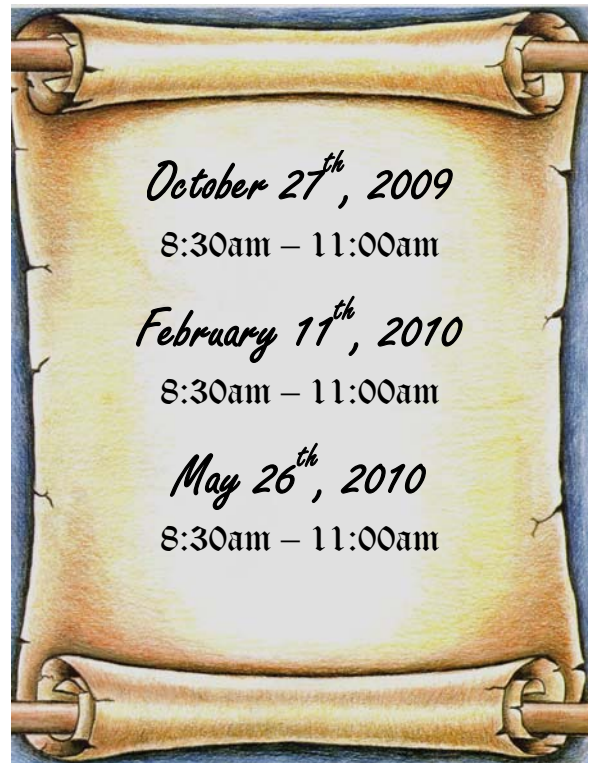 October 27th, 2009
8:30am – 11:00am
February 11th, 2010
8:30am – 11:00am
May 26th, 2010
8:30am – 11:00am